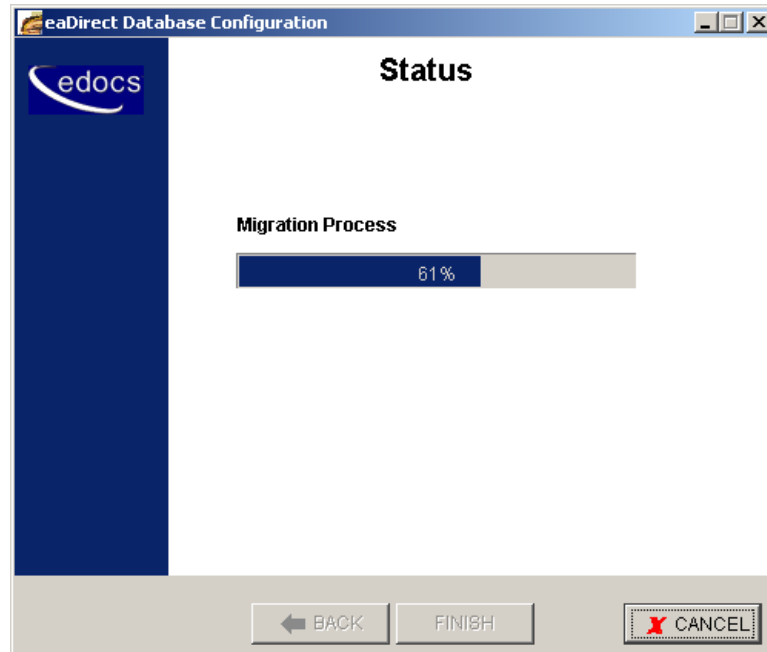 eaDirect Database Configuration
edocs
Status
Migration Process
61%
BACK
FINISH
CANCEL